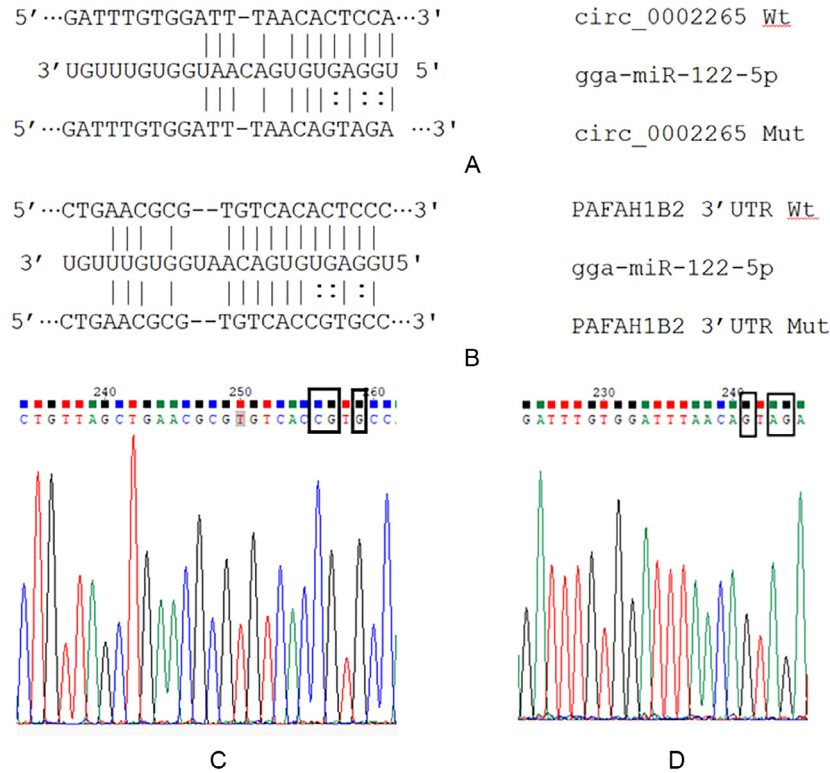 5′…GATTTGTGGATT-TAACACTCCA…3′ circ_0002265 Wt
3′UGUUUGUGGUAACAGUGUGAGGU 5' gga-miR-122-5p
5′…GATTTGTGGATT-TAACAGTAGA …3' circ_0002265 Mut
A
5′…CTGAACGCG--TGTCACACTCCC…3' PAFAH1B2 3′UTR Wt
3′ UGUUUGUGGUAACAGUGUGAGGU5' gga-miR-122-5p
5′…CTGAACGCG--TGTCACCGTGCC…3' PAFAH1B2 3′UTR Mut
B
240 250 260
C T G T T A G C T G A A C G C G T G T C A C C G T G C C
230 240
G A T T T G T G G A T T T A A C A G T A G A
C D